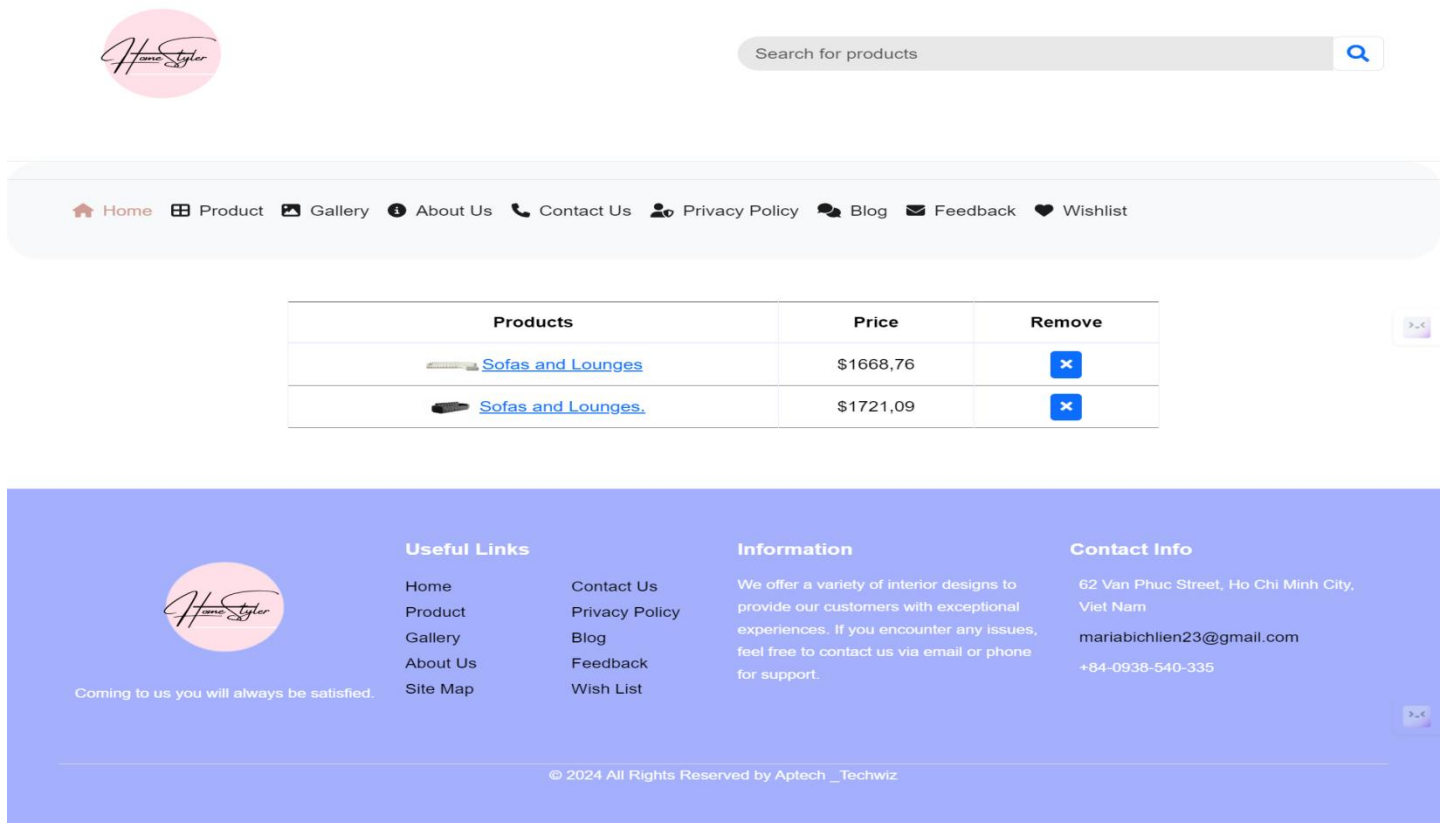 Home Styler
Search for products
Home Product Gallery About Us Contact Us Privacy Policy Blog Feedback Wishlist
Products Price Remove
Sofas and Lounges $1668,76
Sofas and Lounges. $1721,09
Home Styler
Coming to us you will always be satisfied.
Useful Links
Home
Product
Gallery
About Us
Site Map
Contact Us
Privacy Policy
Blog
Feedback
Wish List
Information
We offer a variety of interior designs to
provide our customers with exceptional
experiences. If you encounter any issues,
feel free to contact us via email or phone
for support.
Contact Info
62 Van Phuc Street, Ho Chi Minh City,
Viet Nam
mariabichlien23@gmail.com
+84-0938-540-335
© 2024 All Rights Reserved by Aptech _Techwiz